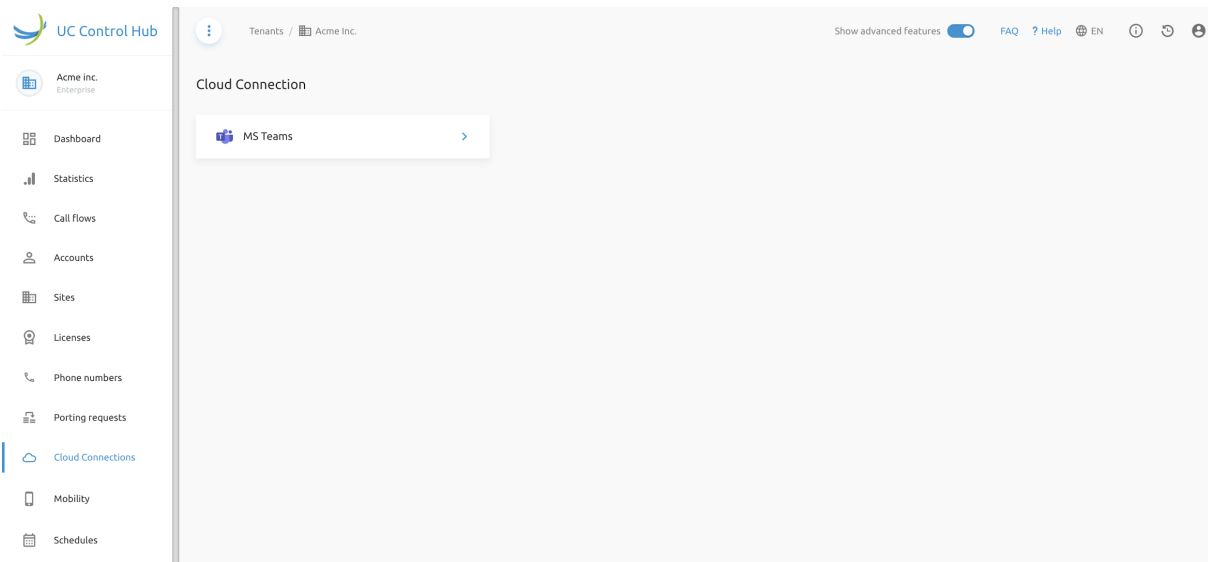 UC Control Hub
Tenants / Acme Inc.
Show advanced features
FAQ
? Help
EN
Acme inc.
Enterprise
Cloud Connection
MS Teams
Dashboard
Statistics
Call flows
Accounts
Sites
Licenses
Phone numbers
Porting requests
Cloud Connections
Mobility
Schedules